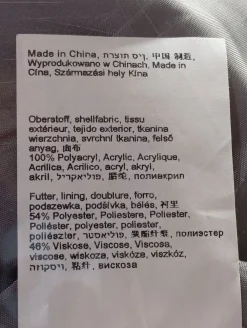 Made in China, תוצרת סין, 中国 制造,
Wyprodukowano w Chinach, Made in
Cina, Származási hely Kína
Oberstoff, shellfabric, tissu
extérieur, tejido exterior, tkanina
wierzchnia, svrchní tkanina, felső
anyag, 面布
100% Polyacryl, Acrylic, Acrylique,
Acrílica, Acrilico, acryl, akryl,
akril, פוליאקריל, 腈纶, полиакрил
Futter, lining, doublure, forro,
podszewka, podšívka, bélés, 衬里
54% Polyester, Poliestere, Poliester,
Poliéster, polyester, poliester,
poliészter, פוליאסטר, 聚酯纤维, полиэстер
46% Viskose, Viscose, Viscosa,
viscose, wiskoza, viskóza, viszkóz,
ויסקוזה, 粘纤, вискоза